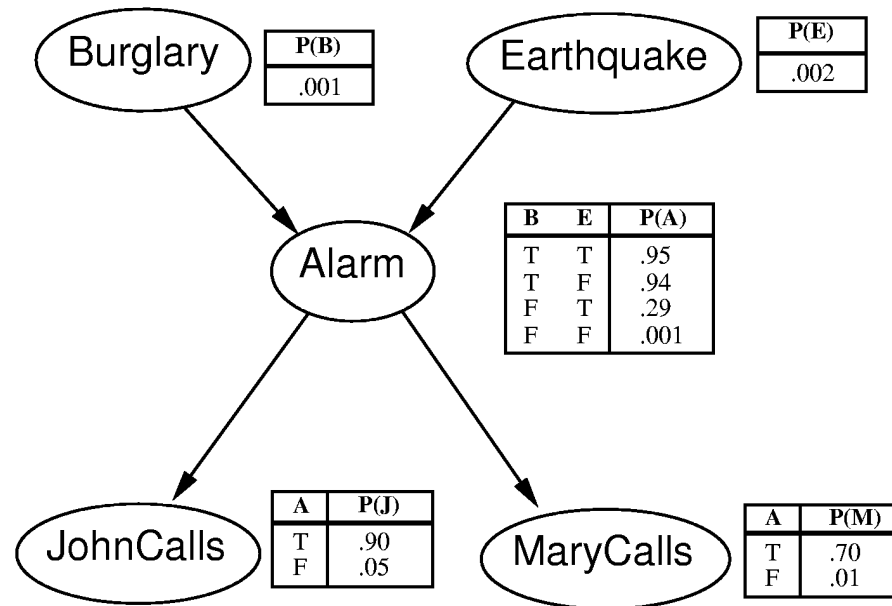 Burglary
P(B)
.001
Earthquake
P(E)
.002
Alarm
B E P(A)
T T .95
T F .94
F T .29
F F .001
JohnCalls
A P(J)
T .90
F .05
MaryCalls
A P(M)
T .70
F .01